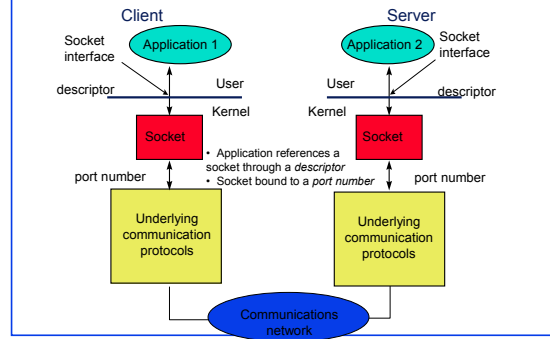 Client
Server
Socket
interface
Application 1
Application 2
Socket
interface
descriptor
User
User
descriptor
Kernel
Kernel
Socket
Socket
• Application references a
socket through a descriptor
• Socket bound to a port number
port number
port number
Underlying
communication
protocols
Underlying
communication
protocols
Communications
network